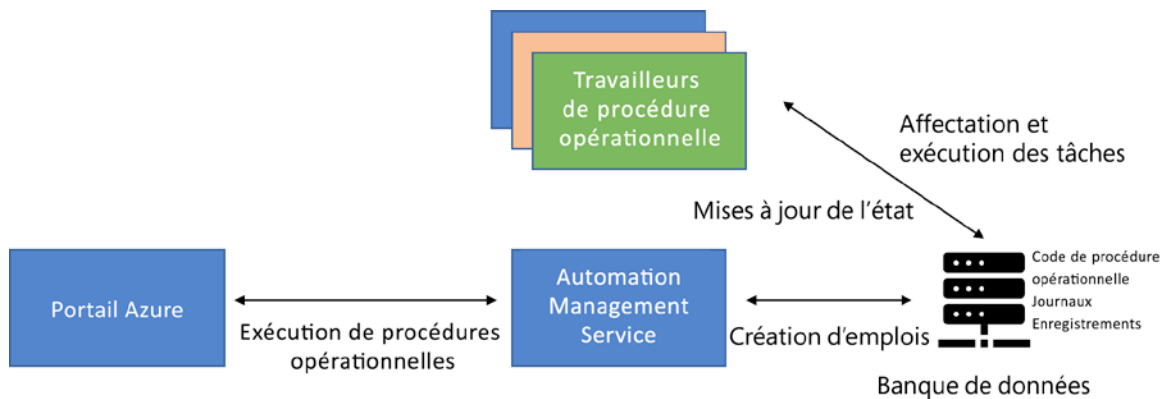 Travailleurs
de procédure
opérationnelle
Affectation et
exécution des tâches
Mises à jour de l'état
Portail Azure
Exécution de procédures
opérationnelles
Automation
Management
Service
Création d'emplois
Code de procédure
opérationnelle
Journaux
Enregistrements
Banque de données